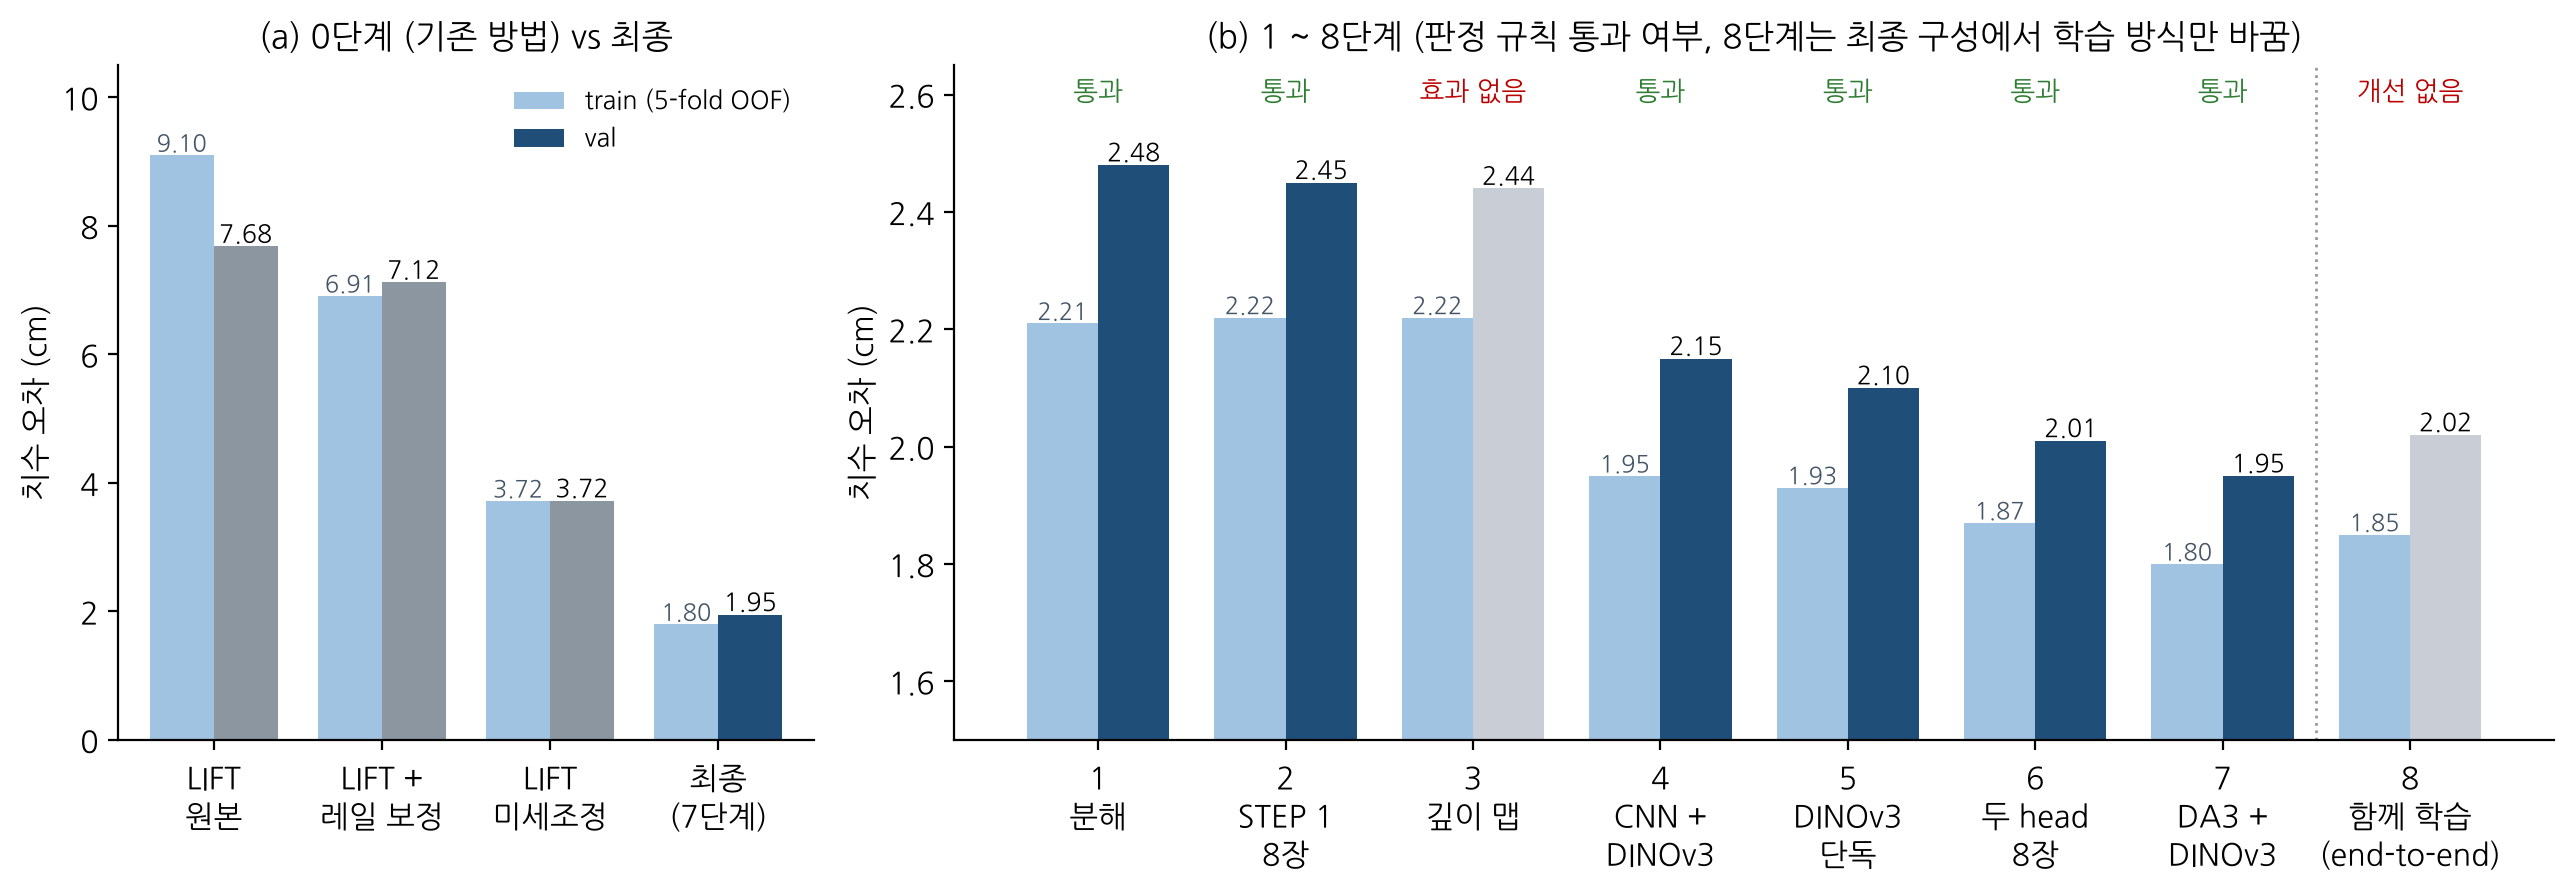 (a) 0단계 (기존 방법) vs 최종
치수 오차 (cm)
10
8
6
4
2
0
train (5-fold OOF)
val
9.10
7.68
6.91
7.12
3.72
3.72
1.80
1.95
LIFT
원본
LIFT +
레일 보정
LIFT
미세조정
최종
(7단계)
(b) 1 ~ 8단계 (판정 규칙 통과 여부, 8단계는 최종 구성에서 학습 방식만 바꿈)
치수 오차 (cm)
2.6
2.4
2.2
2.0
1.8
1.6
통과
통과
효과 없음
통과
통과
통과
통과
개선 없음
2.21
2.48
2.22
2.45
2.22
2.44
1.95
2.15
1.93
2.10
1.87
2.01
1.80
1.95
1.85
2.02
1
분해
2
STEP 1
8장
3
깊이 맵
4
CNN +
DINOv3
5
DINOv3
단독
6
두 head
8장
7
DA3 +
DINOv3
8
함께 학습
(end-to-end)